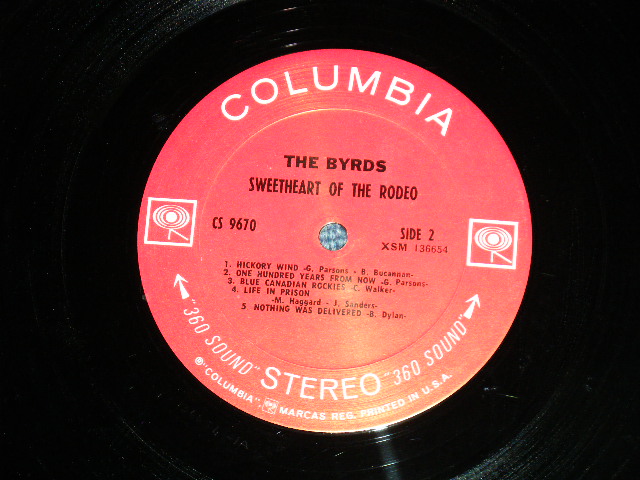 COLUMBIA
THE BYRDS
SWEETHEART OF THE RODEO
CS 9670
SIDE 2
XSM 136654
1. HICKORY WIND -G. Parsons - B. Bucannan-
2. ONE HUNDRED YEARS FROM NOW -G. Parsons-
3. BLUE CANADIAN ROCKIES -C. Walker-
4. LIFE IN PRISON
-M. Haggard - J. Sanders-
5. NOTHING WAS DELIVERED -B. Dylan-
"360 SOUND" STEREO "360 SOUND"
® "COLUMBIA", MARCAS REG. PRINTED IN U.S.A.